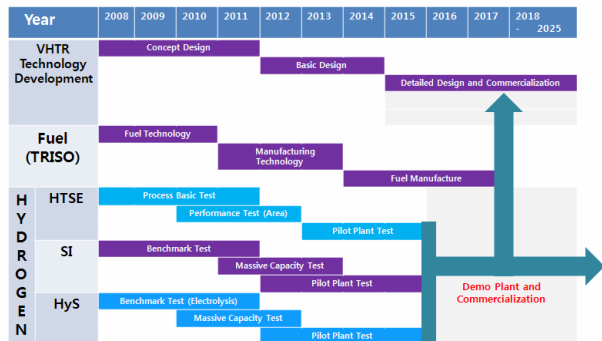 Year 2008 2009 2010 2011 2012 2013 2014 2015 2016 2017 2018
- 2025
VHTR
Technology
Development
Concept Design
Basic Design
Detailed Design and Commercialization
Fuel
(TRISO)
Fuel Technology
Manufacturing
Technology
Fuel Manufacture
HYDROGEN
HTSE
Process Basic Test
Performance Test (Area)
Pilot Plant Test
SI
Benchmark Test
Massive Capacity Test
Pilot Plant Test
HyS
Benchmark Test (Electrolysis)
Massive Capacity Test
Pilot Plant Test
Demo Plant and
Commercialization